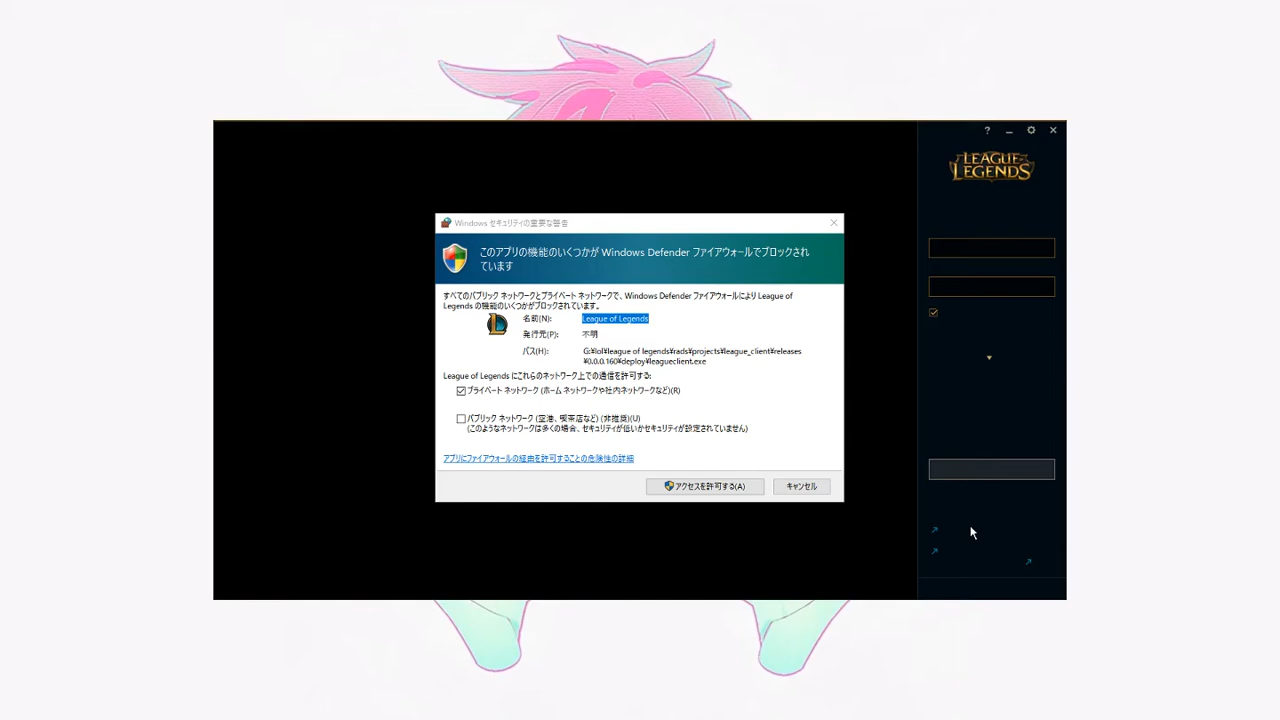 ?
LEAGUE OF LEGENDS
Windows セキュリティの重要な警告
このアプリの機能のいくつかが Windows Defender ファイアウォールでブロックされ
ています
すべてのパブリック ネットワークとプライベート ネットワークで、Windows Defender ファイアウォールにより League of
Legends の機能のいくつかがブロックされています。
名前(N): League of Legends
発行元(P): 不明
パス(H): G:¥lol¥league of legends¥rads¥projects¥league_client¥releases
¥0.0.0.160¥deploy¥leagueclient.exe
League of Legends にこれらのネットワーク上での通信を許可する:
プライベート ネットワーク (ホーム ネットワークや社内ネットワークなど)(R)
パブリック ネットワーク (空港、喫茶店など) (非推奨)(U)
(このようなネットワークは多くの場合、セキュリティが低いかセキュリティが設定されていません)
アプリにファイアウォールの経由を許可することの危険性の詳細
アクセスを許可する(A) キャンセル